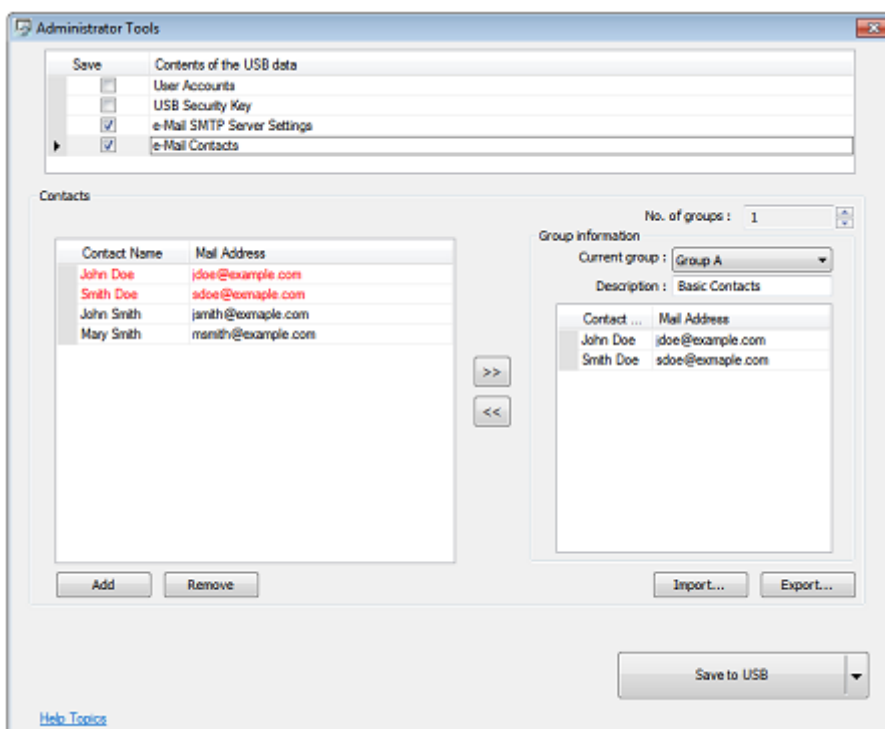 Administrator Tools
Save Contents of the USB data
User Accounts
USB Security Key
e-Mail SMTP Server Settings
e-Mail Contacts
Contacts
No. of groups : 1
Group information
Current group : Group A
Description : Basic Contacts
Contact Name Mail Address
John Doe jdoe@example.com
Smith Doe sdoe@exmaple.com
John Smith jsmith@exmaple.com
Mary Smith msmith@example.com
>>
<<
Contact ... Mail Address
John Doe jdoe@example.com
Smith Doe sdoe@exmaple.com
Add Remove Import... Export...
Save to USB
Help Topics